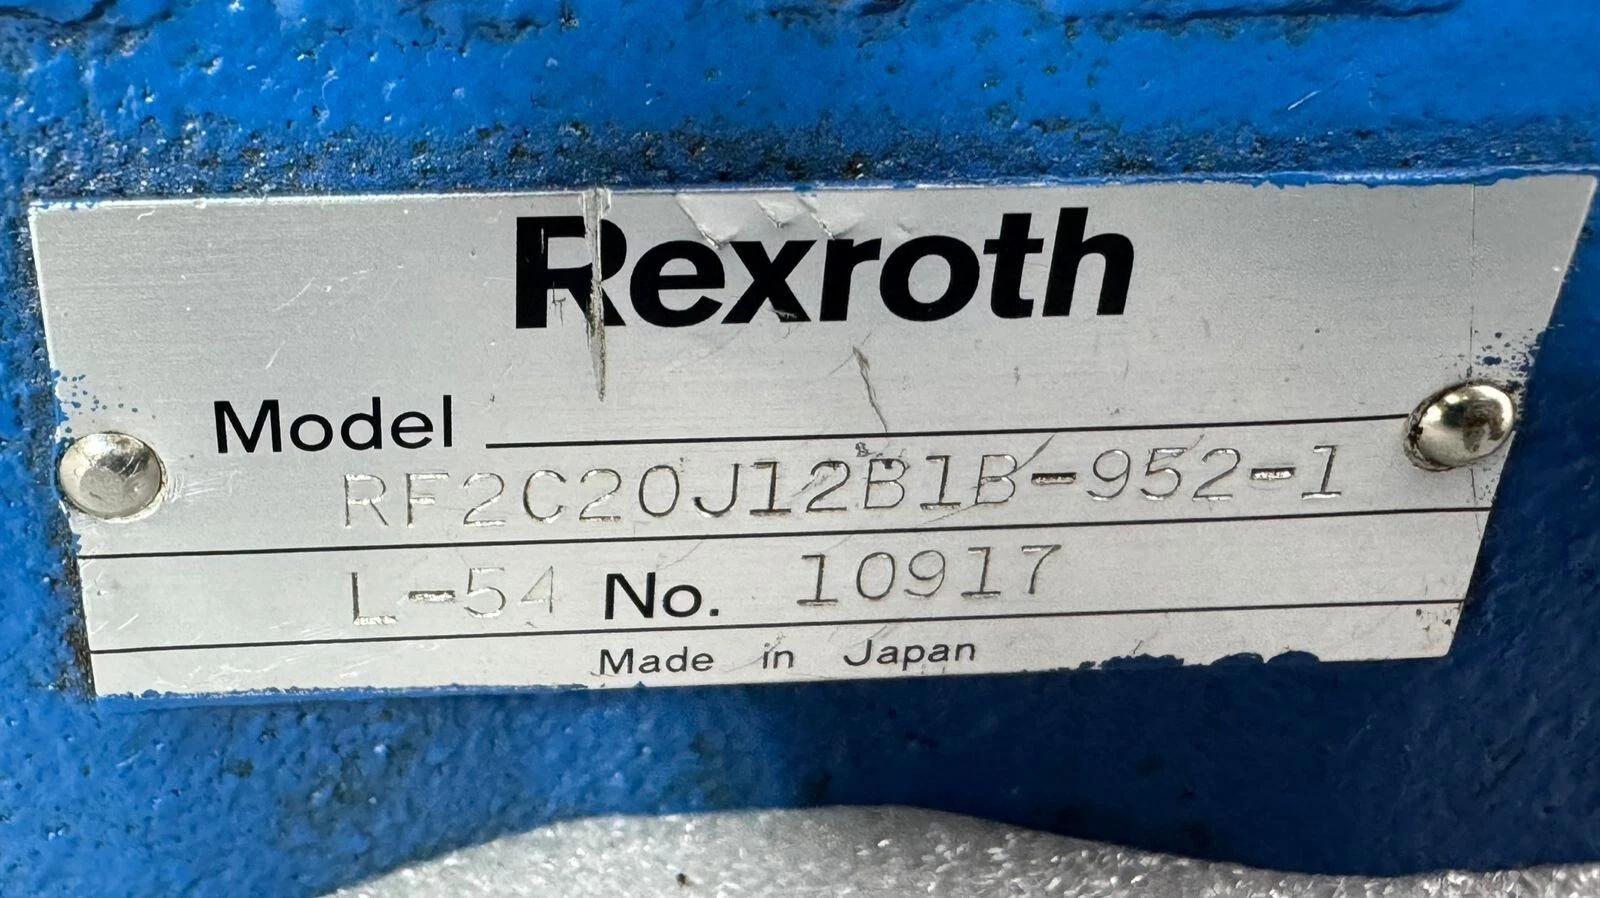 Rexroth
Model
RF2C20J12B1B-952-1
L-54 No. 10917
Made in Japan